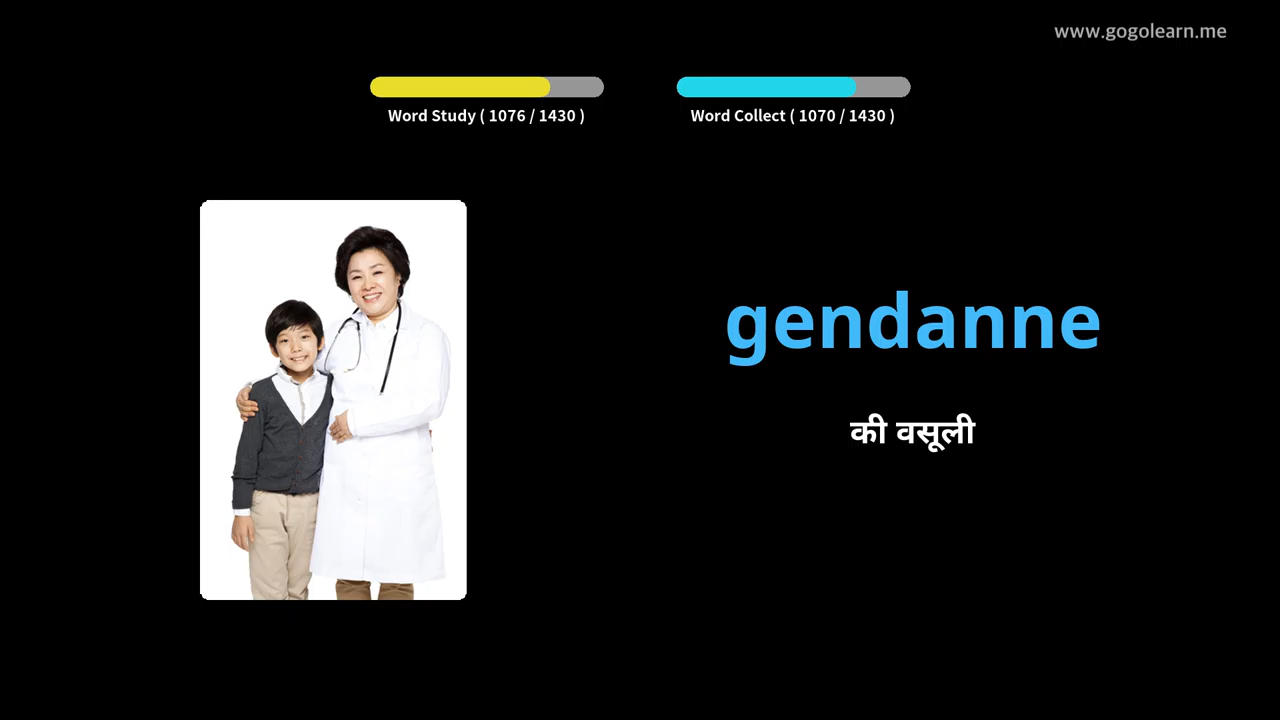 www.gogolearn.me
Word Study ( 1076 / 1430 )
Word Collect ( 1070 / 1430 )
gendanne
की वसूली